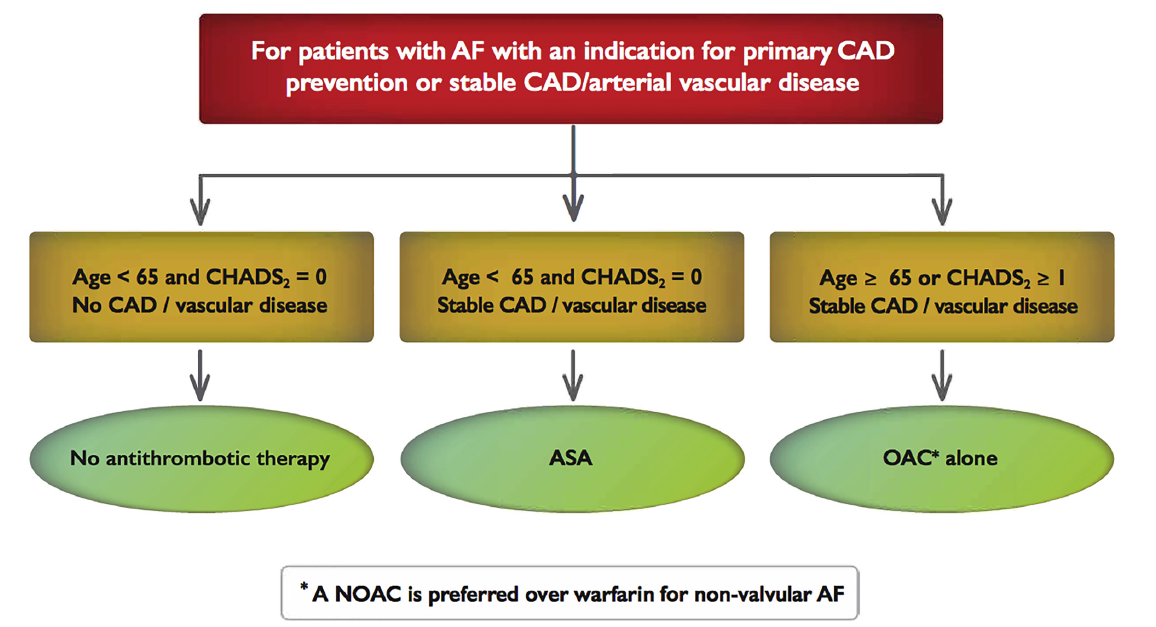 For patients with AF with an indication for primary CAD
prevention or stable CAD/arterial vascular disease
Age < 65 and CHADS₂ = 0
No CAD / vascular disease
Age < 65 and CHADS₂ = 0
Stable CAD / vascular disease
Age ≥ 65 or CHADS₂ ≥ 1
Stable CAD / vascular disease
No antithrombotic therapy
ASA
OAC* alone
* A NOAC is preferred over warfarin for non-valvular AF